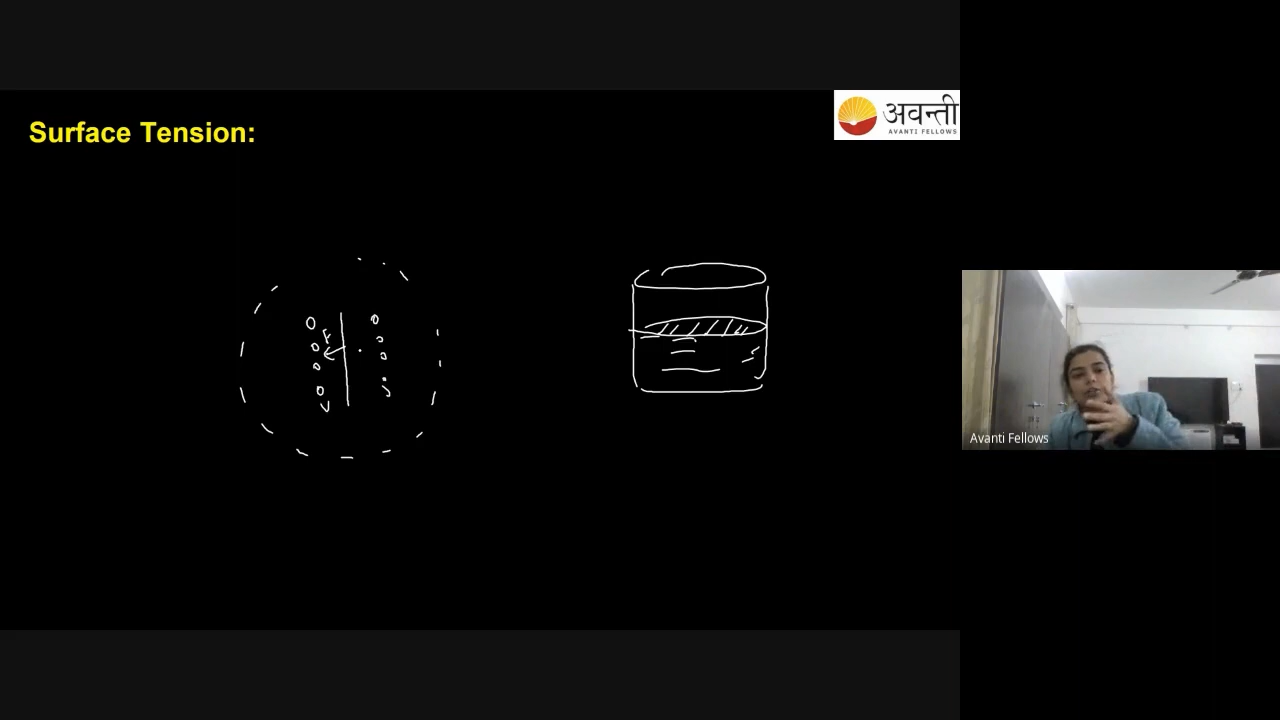 Surface Tension:
अवन्ती
AVANTI FELLOWS
F
Avanti Fellows